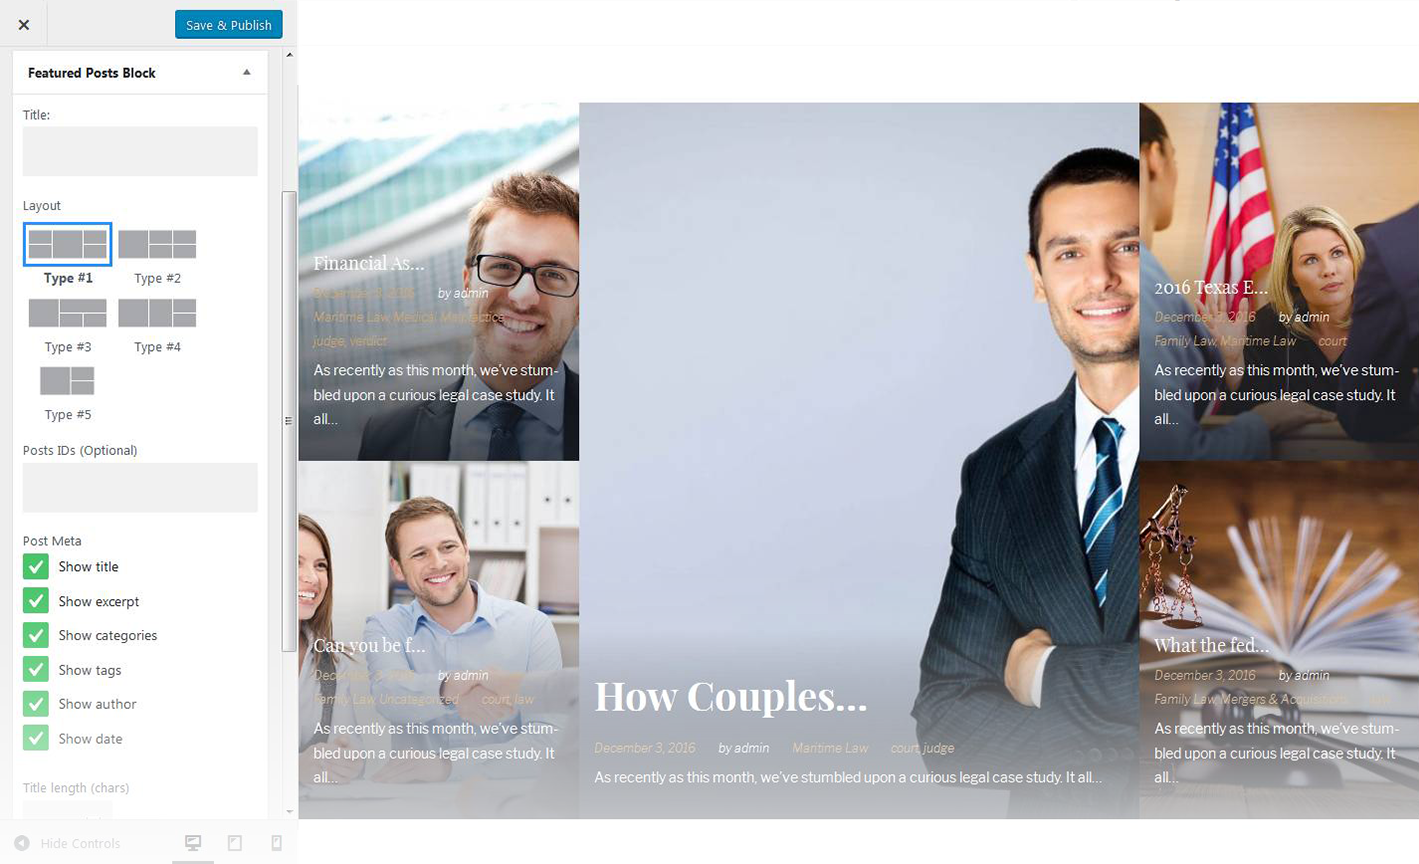 Save & Publish
Featured Posts Block
Title:
Layout
Type #1
Type #2
Type #3
Type #4
Type #5
Posts IDs (Optional)
Post Meta
Show title
Show excerpt
Show categories
Show tags
Show author
Show date
Title length (chars)
Hide Controls
Financial As...
December 3, 2016 by admin
Maritime Law, Medical Malpractice
judge, verdict
As recently as this month, we've stum-
bled upon a curious legal case study. It
all...
Can you be f...
December 3, 2016 by admin
Family Law, Uncategorized court, law
As recently as this month, we've stum-
bled upon a curious legal case study. It
all...
How Couples...
December 3, 2016 by admin Maritime Law court, judge
As recently as this month, we've stumbled upon a curious legal case study. It all...
2016 Texas E...
December 3, 2016 by admin
Family Law, Maritime Law court
As recently as this month, we've stum-
bled upon a curious legal case study. It
all...
What the fed...
December 3, 2016 by admin
Family Law, Mergers & Acquisitions
As recently as this month, we've stum-
bled upon a curious legal case study. It
all...